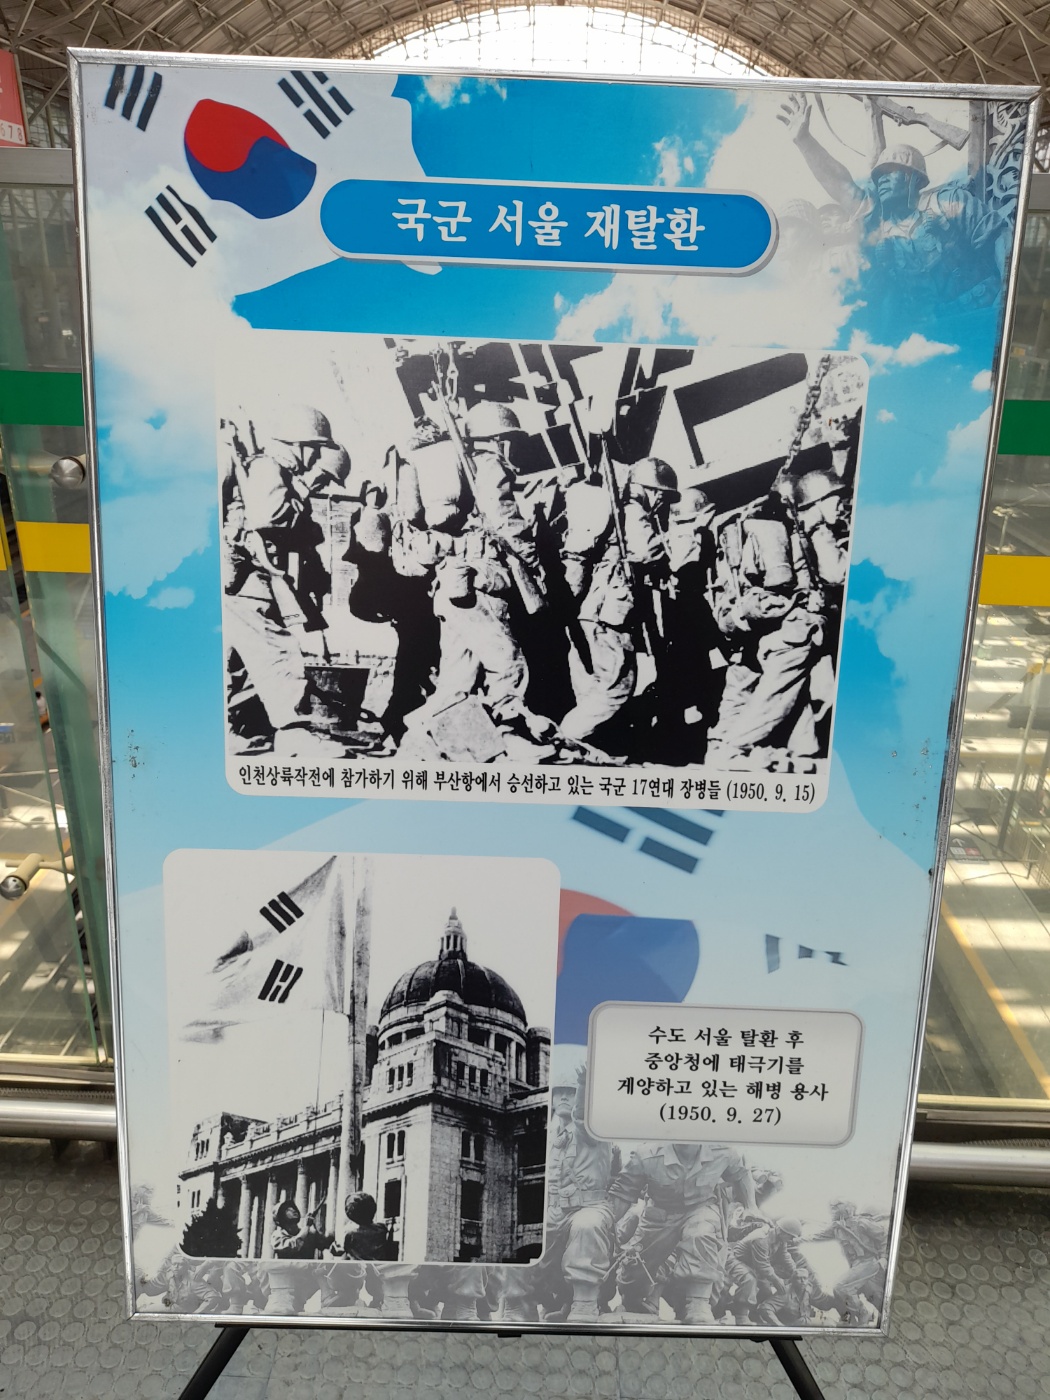 국군 서울 재탈환
인천상륙작전에 참가하기 위해 부산항에서 승선하고 있는 국군 17연대 장병들 (1950. 9. 15)
수도 서울 탈환 후
중앙청에 태극기를
게양하고 있는 해병 용사
(1950. 9. 27)
678